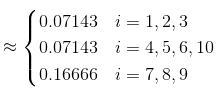 ≈ { 0.07143 i = 1, 2, 3
0.07143 i = 4, 5, 6, 10
0.16666 i = 7, 8, 9